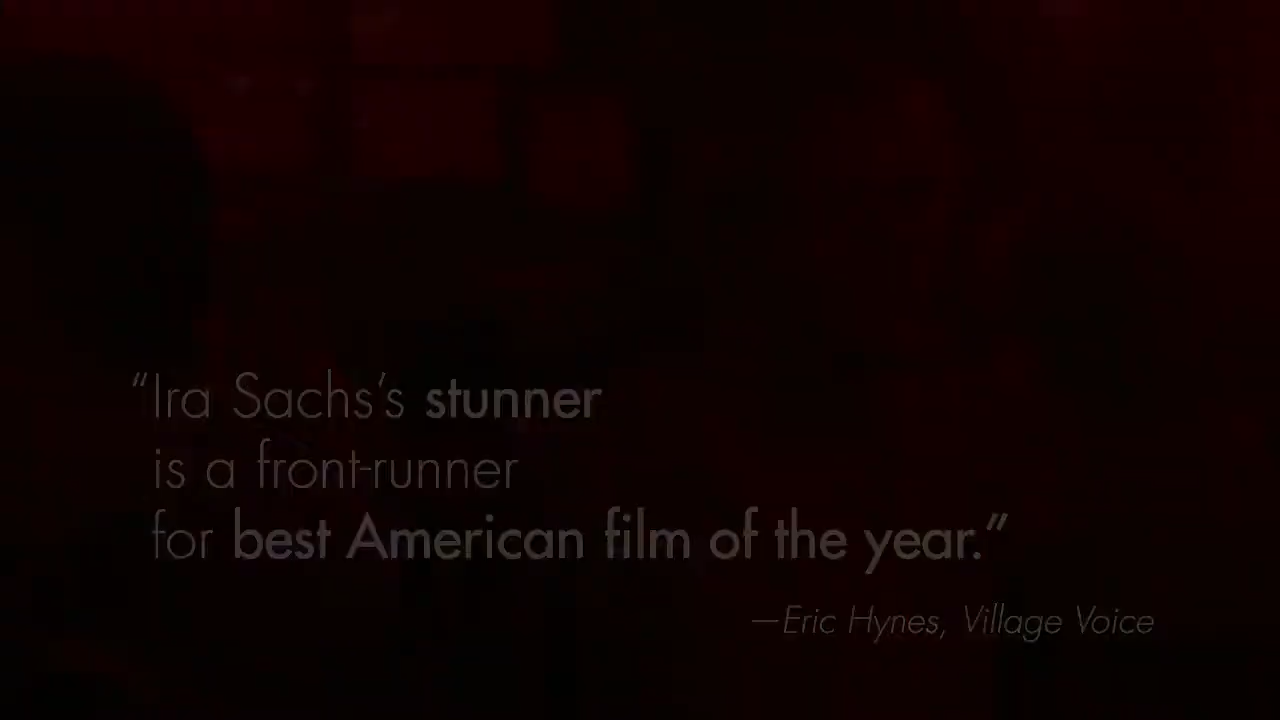 “Ira Sachs’s stunner
is a front-runner
for best American film of the year.”
—Eric Hynes, Village Voice